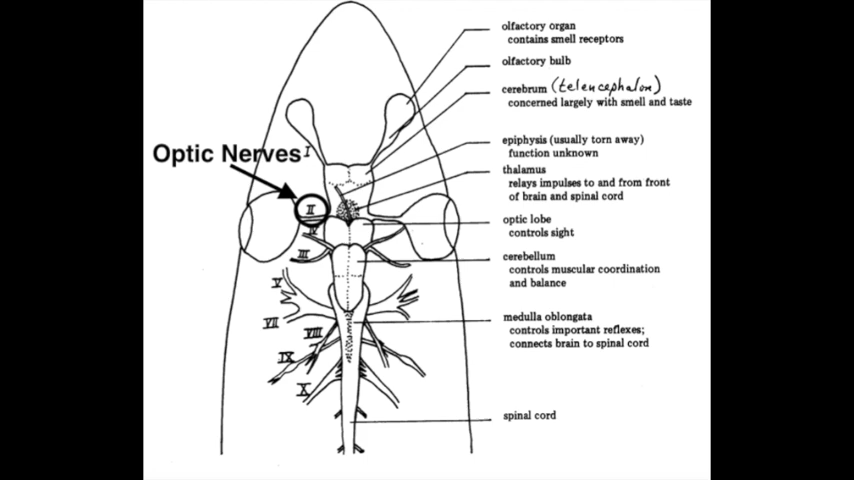 olfactory organ
contains smell receptors
olfactory bulb
cerebrum (telencephalon)
concerned largely with smell and taste
epiphysis (usually torn away)
function unknown
Optic Nerves
I
thalamus
relays impulses to and from front
of brain and spinal cord
II
optic lobe
controls sight
IV
III
cerebellum
controls muscular coordination
and balance
V
VII
medulla oblongata
controls important reflexes;
connects brain to spinal cord
VIII
IX
X
spinal cord